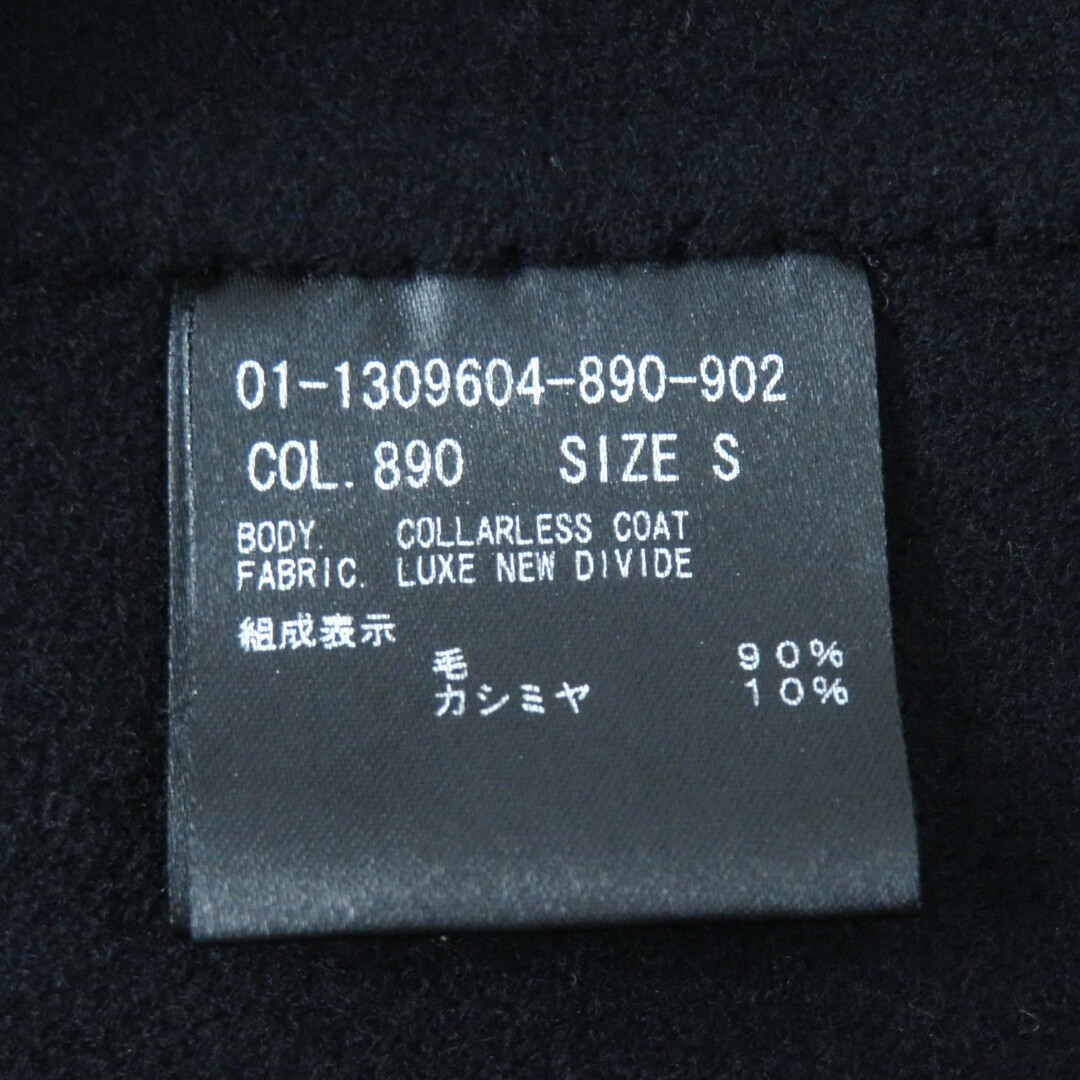 01-1309604-890-902
COL. 890 SIZE S
BODY. COLLARLESS COAT
FABRIC. LUXE NEW DIVIDE
組成表示
毛 90%
カシミヤ 10%